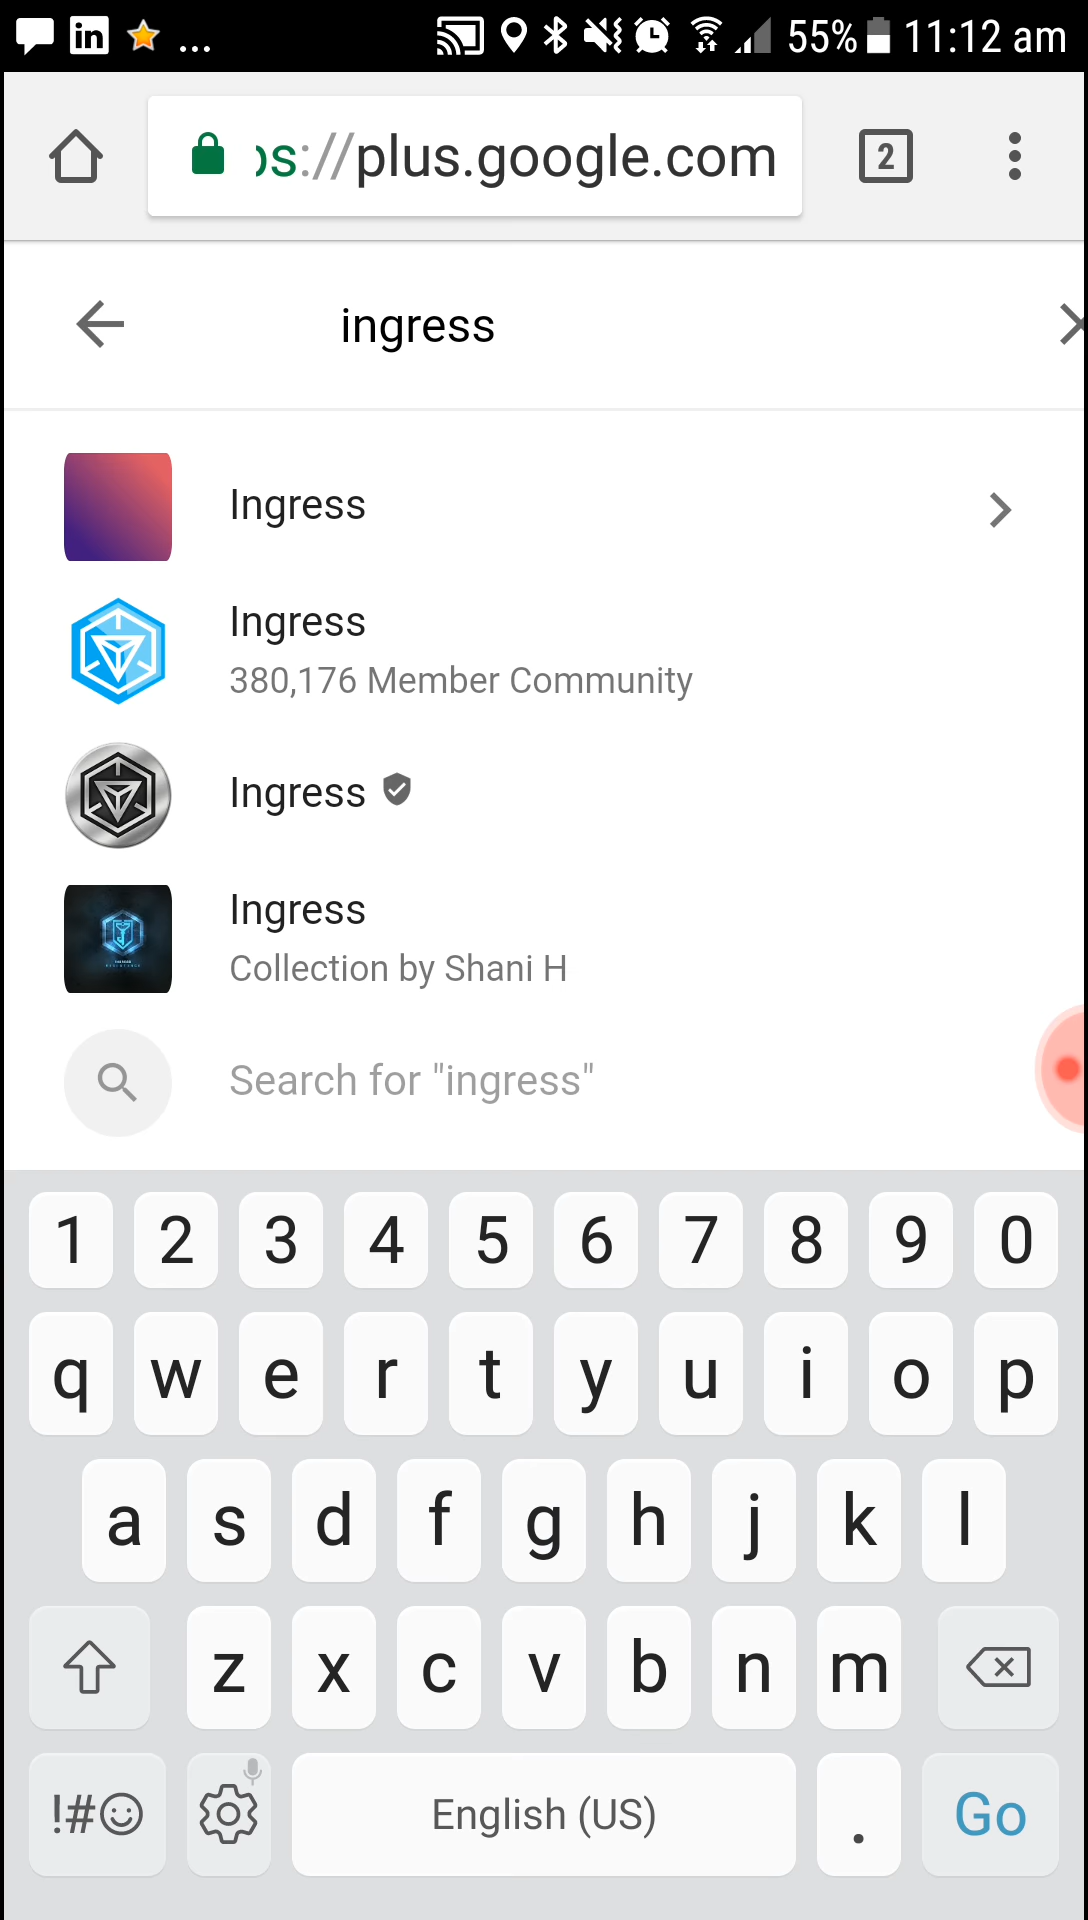 in ... 55% 11:12 am
ps://plus.google.com 2
ingress
Ingress
Ingress
380,176 Member Community
Ingress
Ingress
Collection by Shani H
Search for "ingress"
1 2 3 4 5 6 7 8 9 0
q w e r t y u i o p
a s d f g h j k l
z x c v b n m
!# English (US) . Go